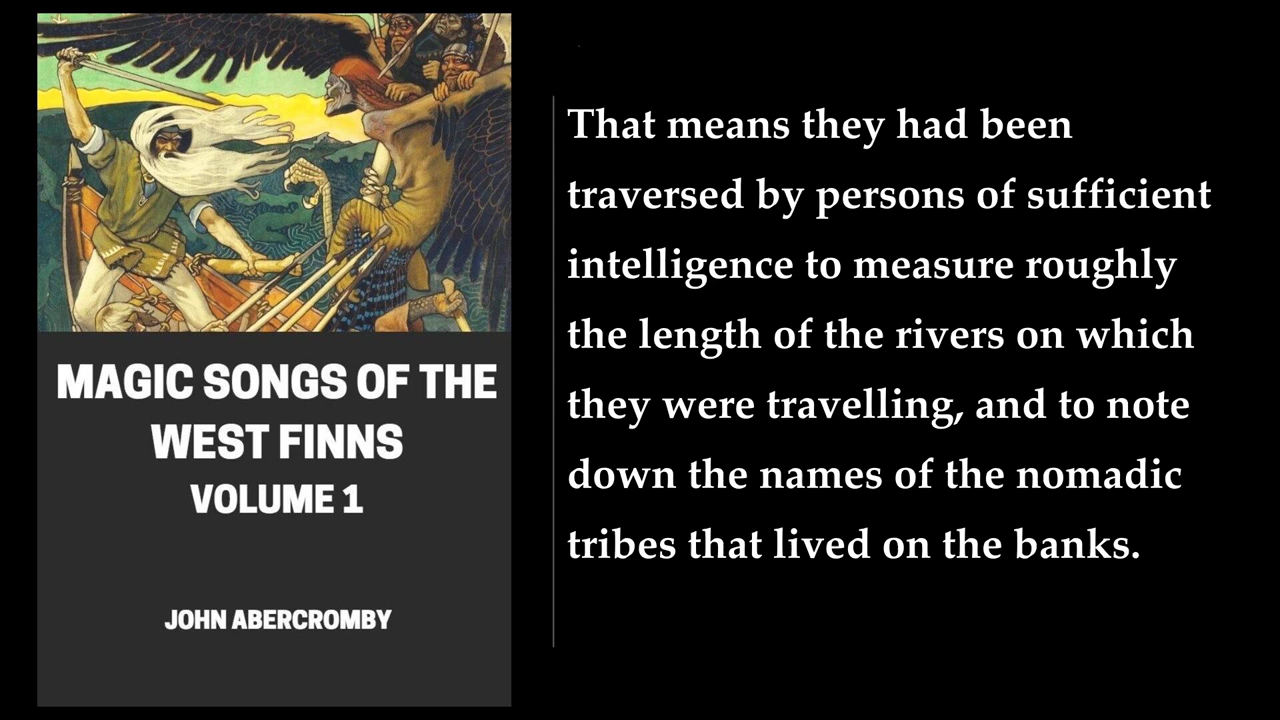 MAGIC SONGS OF THE
WEST FINNS
VOLUME 1
JOHN ABERCROMBY
That means they had been
traversed by persons of sufficient
intelligence to measure roughly
the length of the rivers on which
they were travelling, and to note
down the names of the nomadic
tribes that lived on the banks.